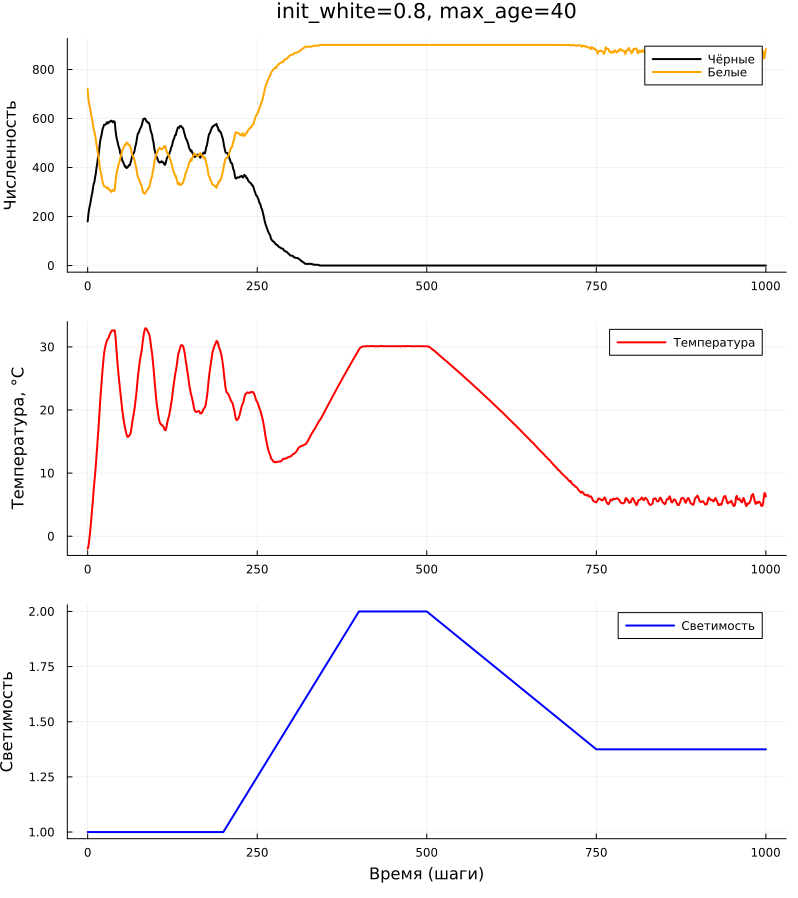 init_white=0.8, max_age=40
Численность
800
600
400
200
0
Чёрные
Белые
0 250 500 750 1000
Температура, °C
30
20
10
0
Температура
0 250 500 750 1000
Светимость
2.00
1.75
1.50
1.25
1.00
Светимость
0 250 500 750 1000
Время (шаги)